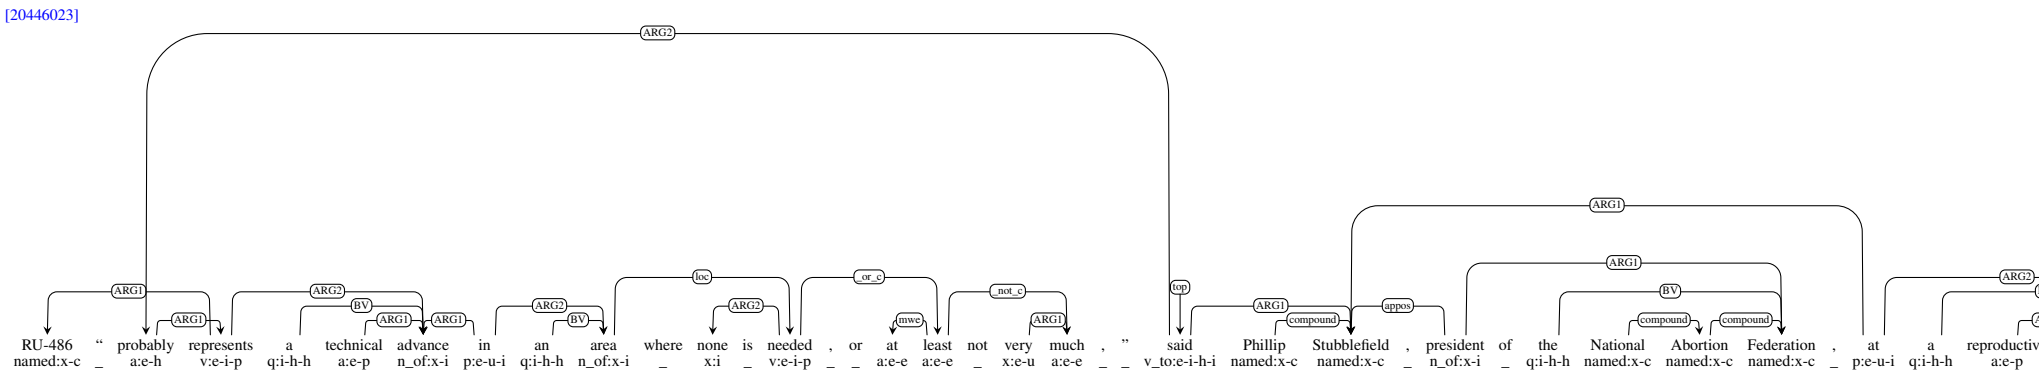 [20446023]
ARG2
ARG1
ARG1
appos
ARG1
BV
compound
compound
ARG1
compound
top
ARG2
loc
_or_c
_not_c
ARG1
mwe
ARG2
ARG2
BV
ARG1
ARG2
BV
ARG1
ARG1
ARG1
RU-486 “ probably represents a technical advance in an area where none is needed , or at least not very much , ” said Phillip Stubblefield , president of the National Abortion Federation , at a
named:x-c _ a:e-h v:e-i-p q:i-h-h a:e-p n_of:x-i p:e-u-i q:i-h-h n_of:x-i _ x:i _ v:e-i-p _ _ a:e-e a:e-e _ x:e-u a:e-e _ _ v_to:e-i-h-i named:x-c named:x-c _ n_of:x-i _ q:i-h-h named:x-c named:x-c named:x-c _ p:e-u-i q:i-h-h a:e-p